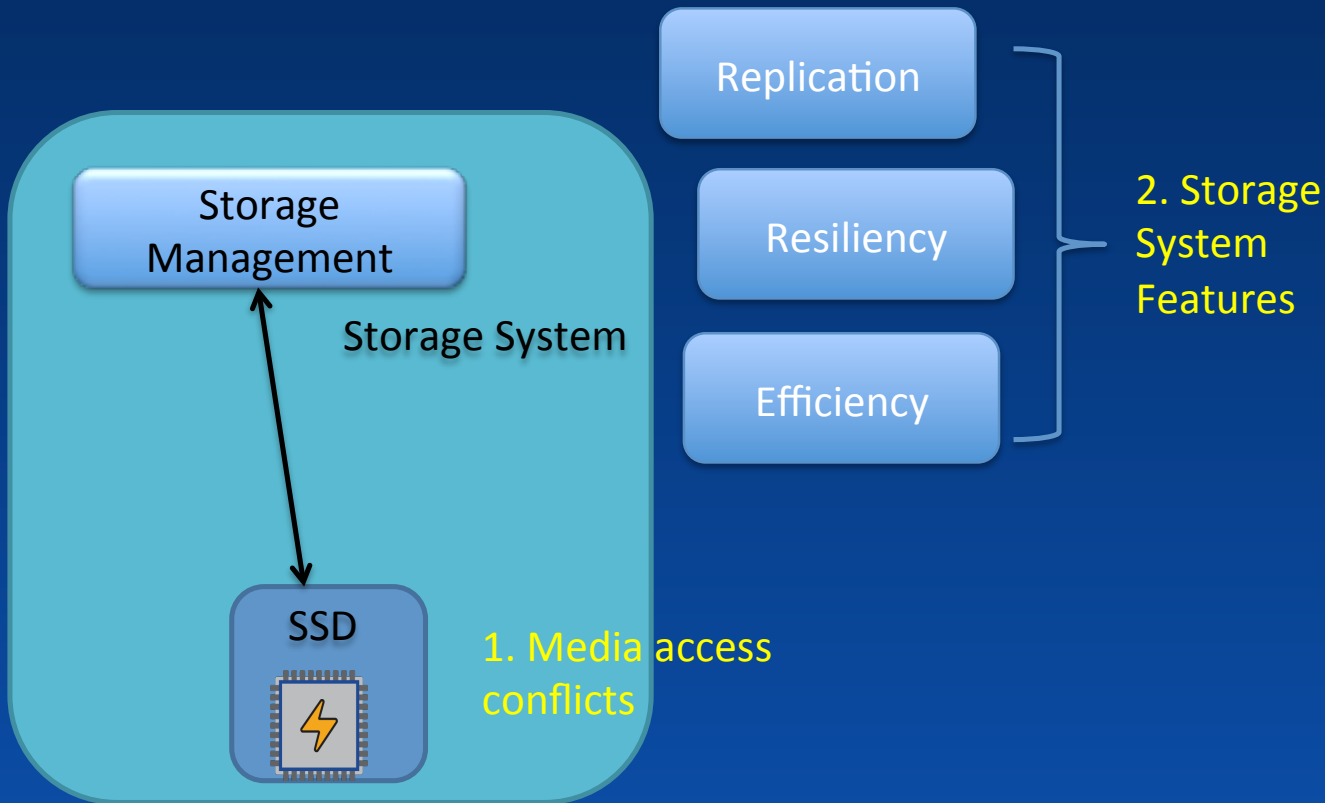 Replication
Storage
Management
Resiliency
2. Storage
System
Features
Storage System
Efficiency
SSD
1. Media access
conflicts